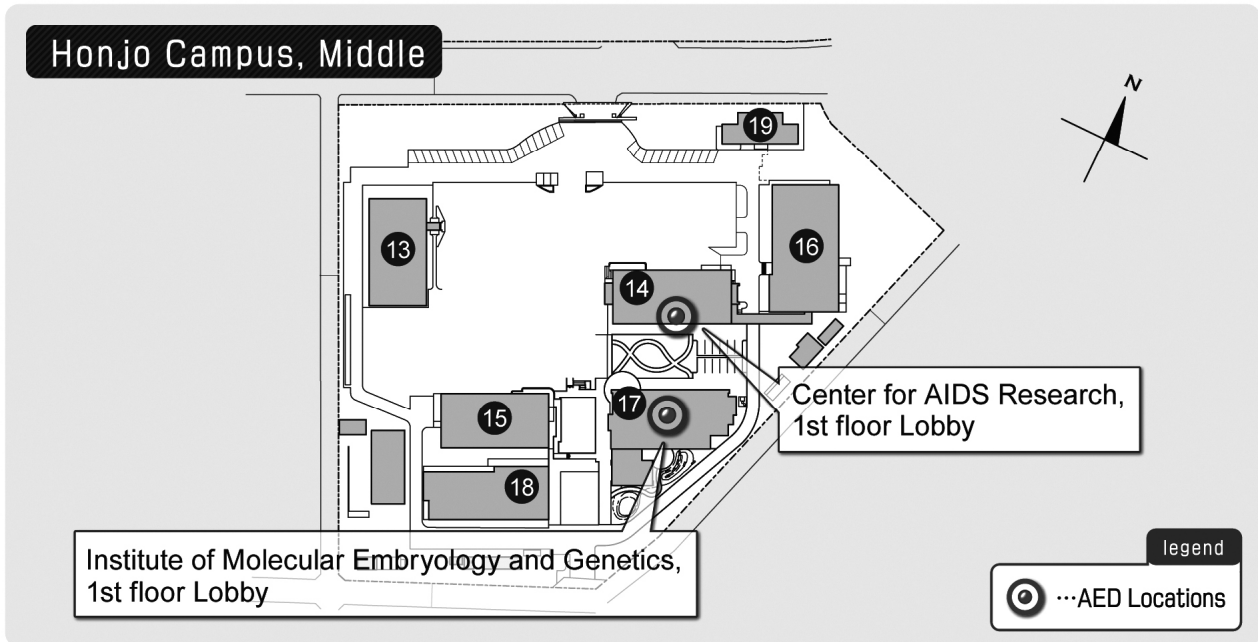 Honjo Campus, Middle
N
19
13
16
14
Center for AIDS Research,
1st floor Lobby
17
15
18
Institute of Molecular Embryology and Genetics,
1st floor Lobby
legend
···AED Locations